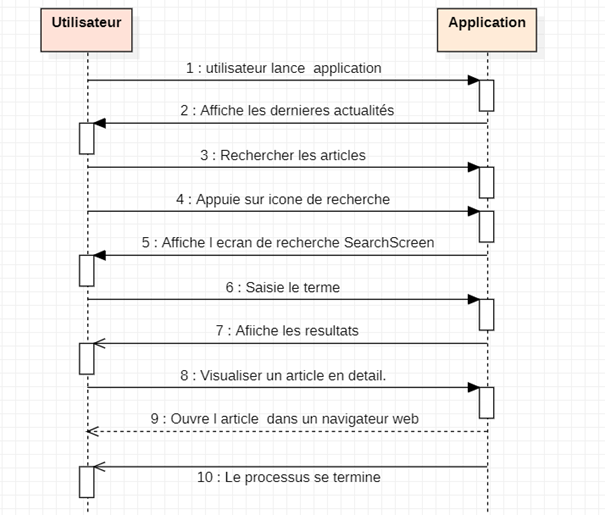 Utilisateur
Application
1 : utilisateur lance  application
2 : Affiche les dernieres actualités
3 : Rechercher les articles
4 : Appuie sur icone de recherche
5 : Affiche l ecran de recherche SearchScreen
6 : Saisie le terme
7 : Afiiche les resultats
8 : Visualiser un article en detail.
9 : Ouvre l article  dans un navigateur web
10 : Le processus se termine